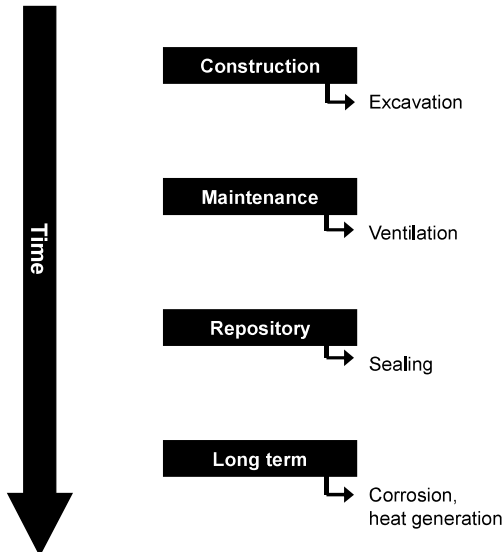 Construction
Excavation
Maintenance
Ventilation
Time
Repository
Sealing
Long term
Corrosion,
heat generation